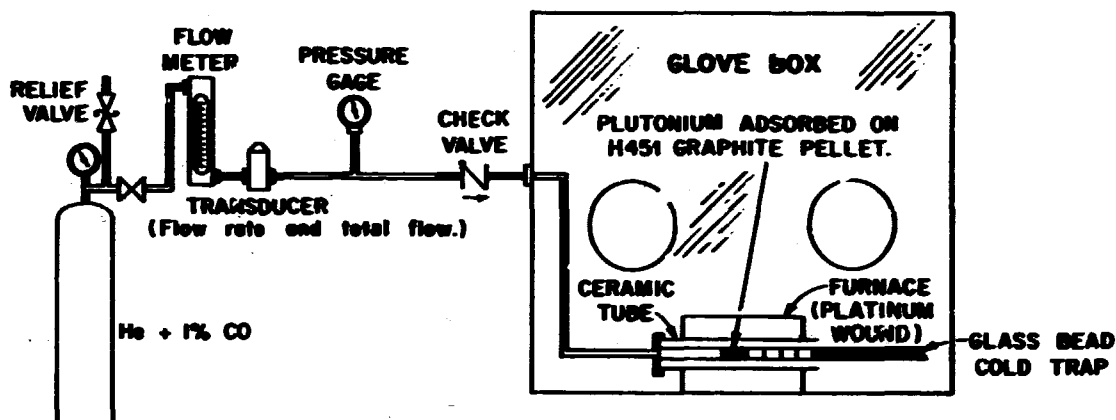 FLOW
METER
RELIEF
VALVE
PRESSURE
GAGE
CHECK
VALVE
TRANSDUCER
(Flow rate and total flow.)
He + 1% CO
GLOVE BOX
PLUTONIUM ADSORBED ON
H451 GRAPHITE PELLET.
CERAMIC
TUBE
FURNACE
(PLATINUM
WOUND)
GLASS BEAD
COLD TRAP